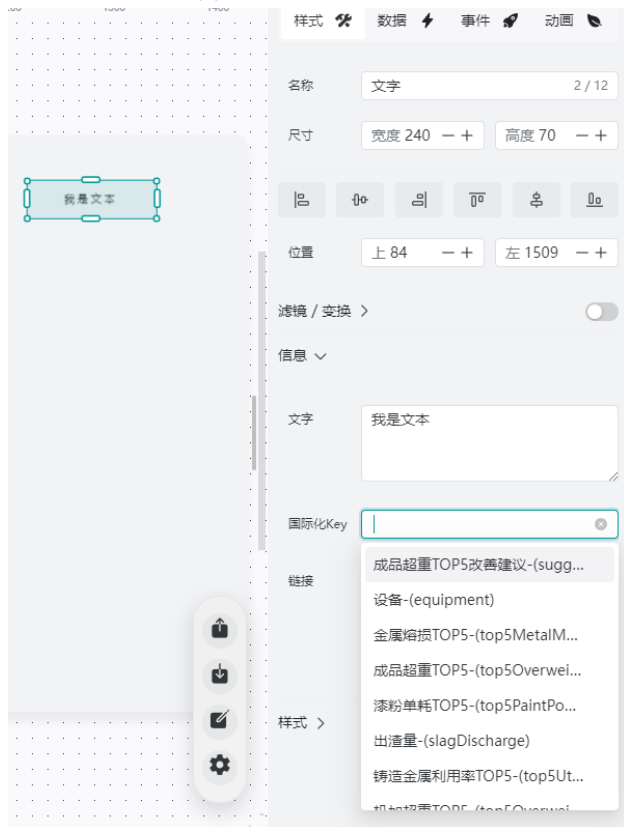 样式 数据 事件 动画
名称 文字 2 / 12
尺寸 宽度 240 — + 高度 70 — +
我是文本
位置 上 84 — + 左 1509 — +
滤镜 / 变换
信息
文字 我是文本
国际化Key
成品超重TOP5改善建议-(sugg...
链接
设备-(equipment)
金属熔损TOP5-(top5MetalM...
成品超重TOP5-(top5Overwei...
漆粉单耗TOP5-(top5PaintPo...
样式
出渣量-(slagDischarge)
铸造金属利用率TOP5-(top5Ut...